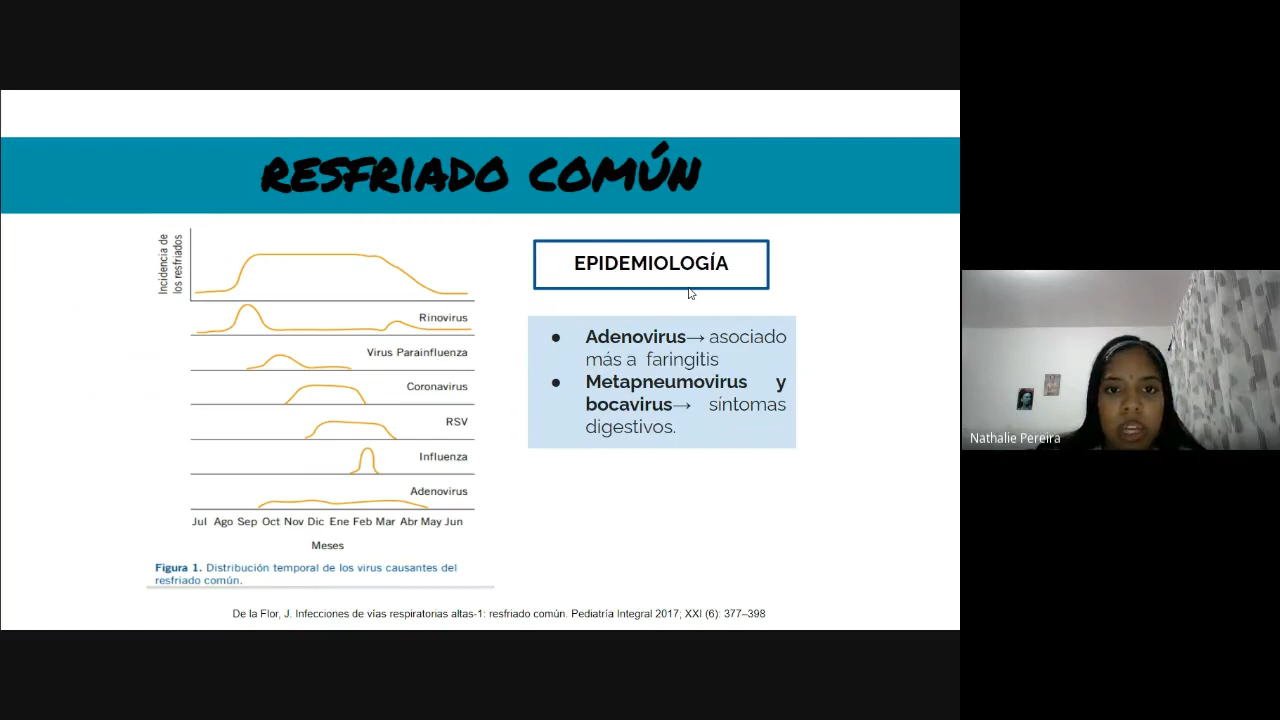 RESFRIADO COMÚN
Incidencia de
los resfriados
Rinovirus
Virus Parainfluenza
Coronavirus
RSV
Influenza
Adenovirus
Jul Ago Sep Oct Nov Dic Ene Feb Mar Abr May Jun
Meses
Figura 1. Distribución temporal de los virus causantes del
resfriado común.
EPIDEMIOLOGÍA
● Adenovirus→ asociado
más a faringitis
● Metapneumovirus y
bocavirus→ síntomas
digestivos.
De la Flor, J. Infecciones de vías respiratorias altas-1: resfriado común. Pediatría Integral 2017; XXI (6): 377–398
Nathalie Pereira